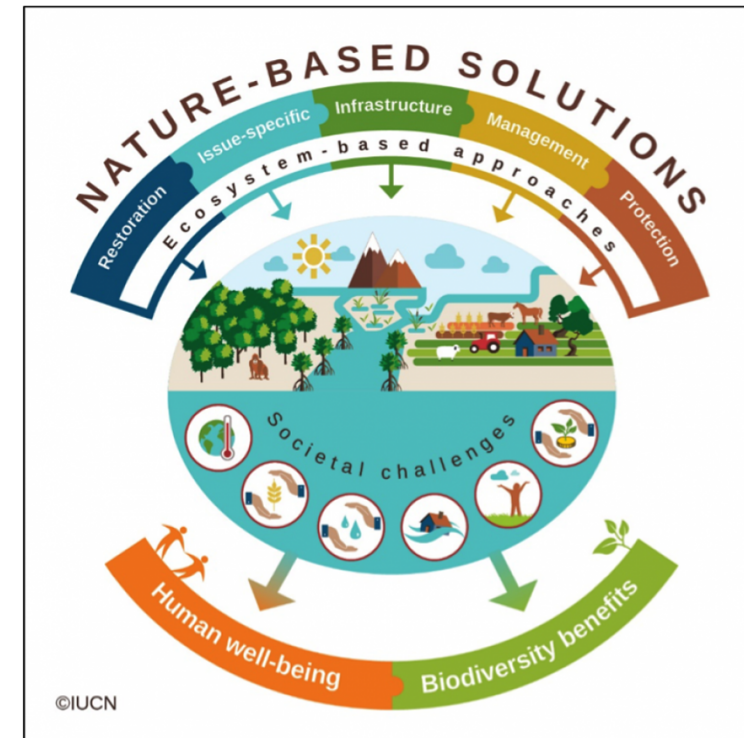 NATURE-BASED SOLUTIONS
Restoration
Issue-specific
Infrastructure
Management
Protection
Ecosystem-based approaches
Societal challenges
Human well-being
Biodiversity benefits
©IUCN